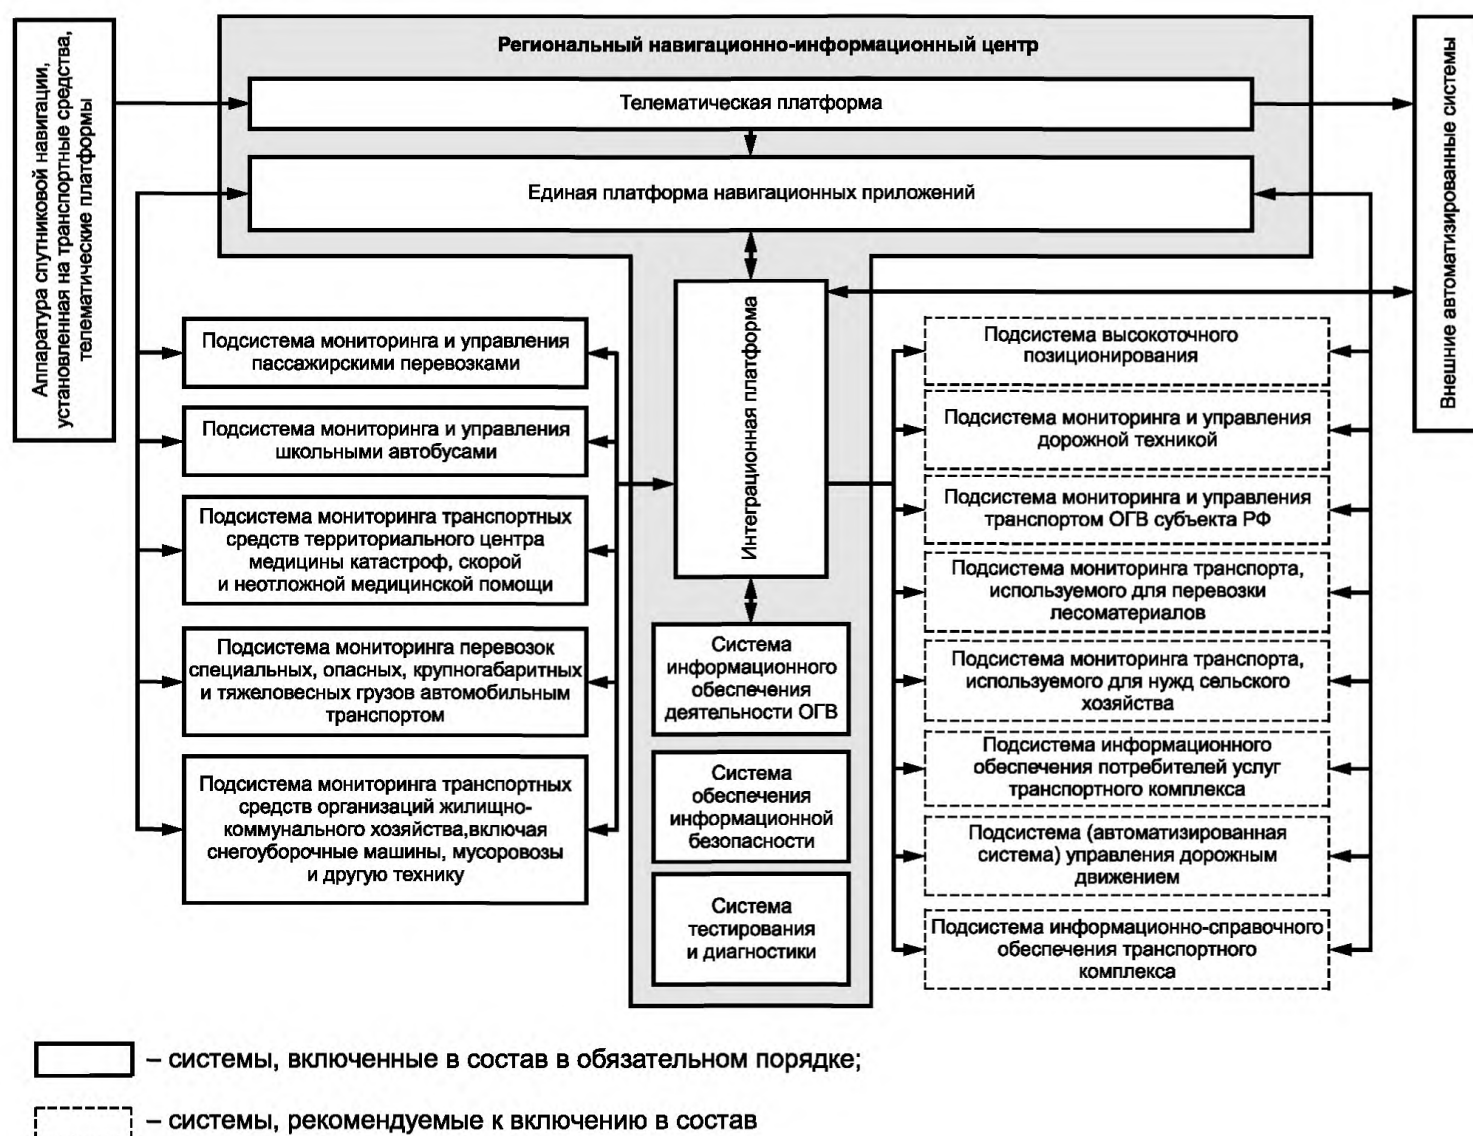 Аппаратура спутниковой навигации,
установленная на транспортные средства,
телематические платформы
Региональный навигационно-информационный центр
Телематическая платформа
Единая платформа навигационных приложений
Внешние автоматизированные системы
Подсистема мониторинга и управления
пассажирскими перевозками
Подсистема мониторинга и управления
школьными автобусами
Подсистема мониторинга транспортных
средств территориального центра
медицины катастроф, скорой
и неотложной медицинской помощи
Подсистема мониторинга перевозок
специальных, опасных, крупногабаритных
и тяжеловесных грузов автомобильным
транспортом
Подсистема мониторинга транспортных
средств организаций жилищно-
коммунального хозяйства,включая
снегоуборочные машины, мусоровозы
и другую технику
Интеграционная платформа
Система
информационного
обеспечения
деятельности ОГВ
Система
обеспечения
информационной
безопасности
Система
тестирования
и диагностики
Подсистема высокоточного
позиционирования
Подсистема мониторинга и управления
дорожной техникой
Подсистема мониторинга и управления
транспортом ОГВ субъекта РФ
Подсистема мониторинга транспорта,
используемого для перевозки
лесоматериалов
Подсистема мониторинга транспорта,
используемого для нужд сельского
хозяйства
Подсистема информационного
обеспечения потребителей услуг
транспортного комплекса
Подсистема (автоматизированная
система) управления дорожным
движением
Подсистема информационно-справочного
обеспечения транспортного
комплекса
– системы, включенные в состав в обязательном порядке;
– системы, рекомендуемые к включению в состав